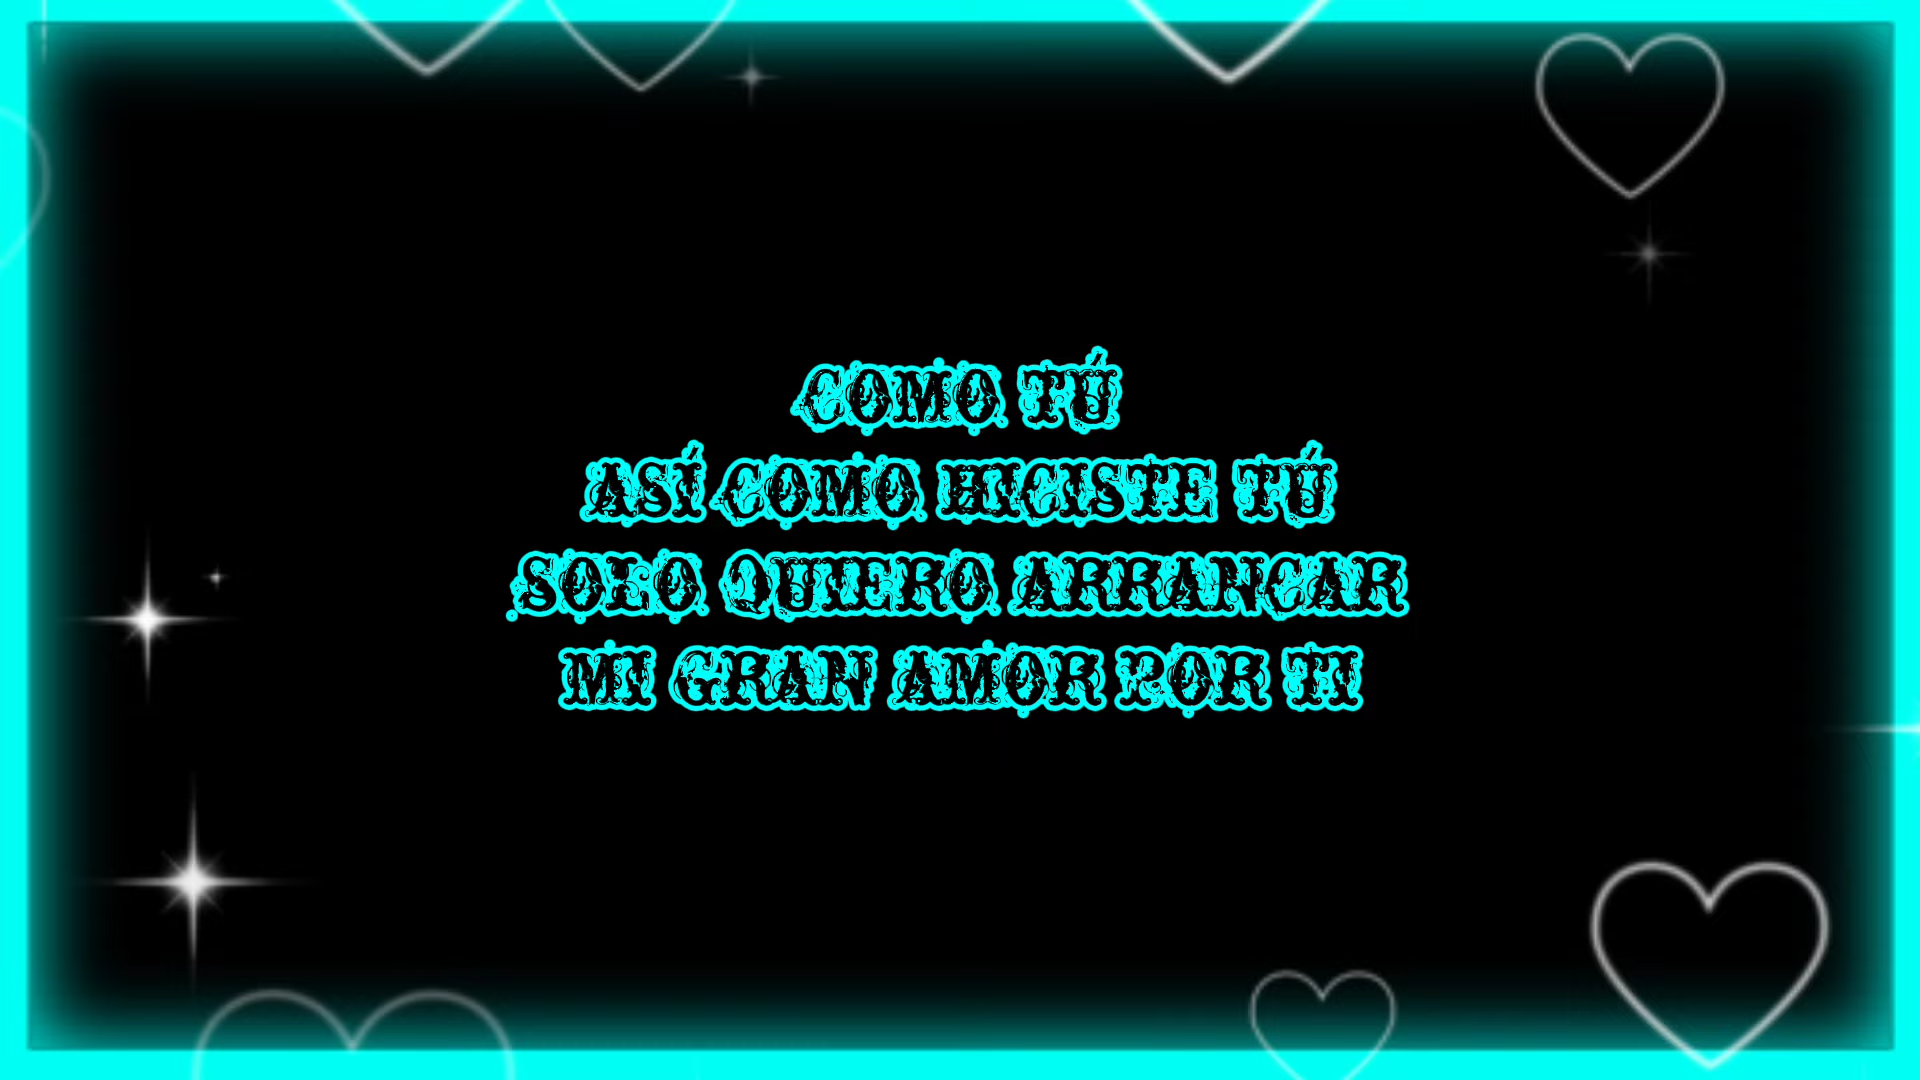 COMO TÚ
ASÍ COMO HICISTE TÚ
SOLO QUIERO ARRANCAR
MI GRAN AMOR POR TI